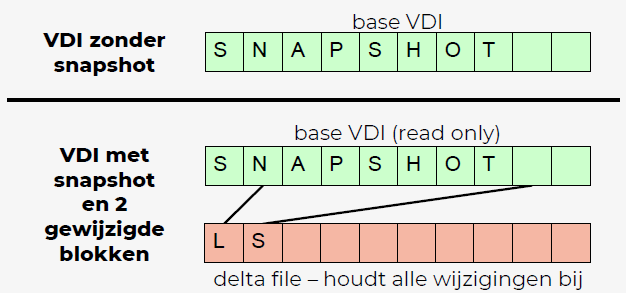 base VDI
VDI zonder
snapshot
S N A P S H O T
base VDI (read only)
VDI met
snapshot
en 2
gewijzigde
blokken
S N A P S H O T
L S
delta file – houdt alle wijzigingen bij